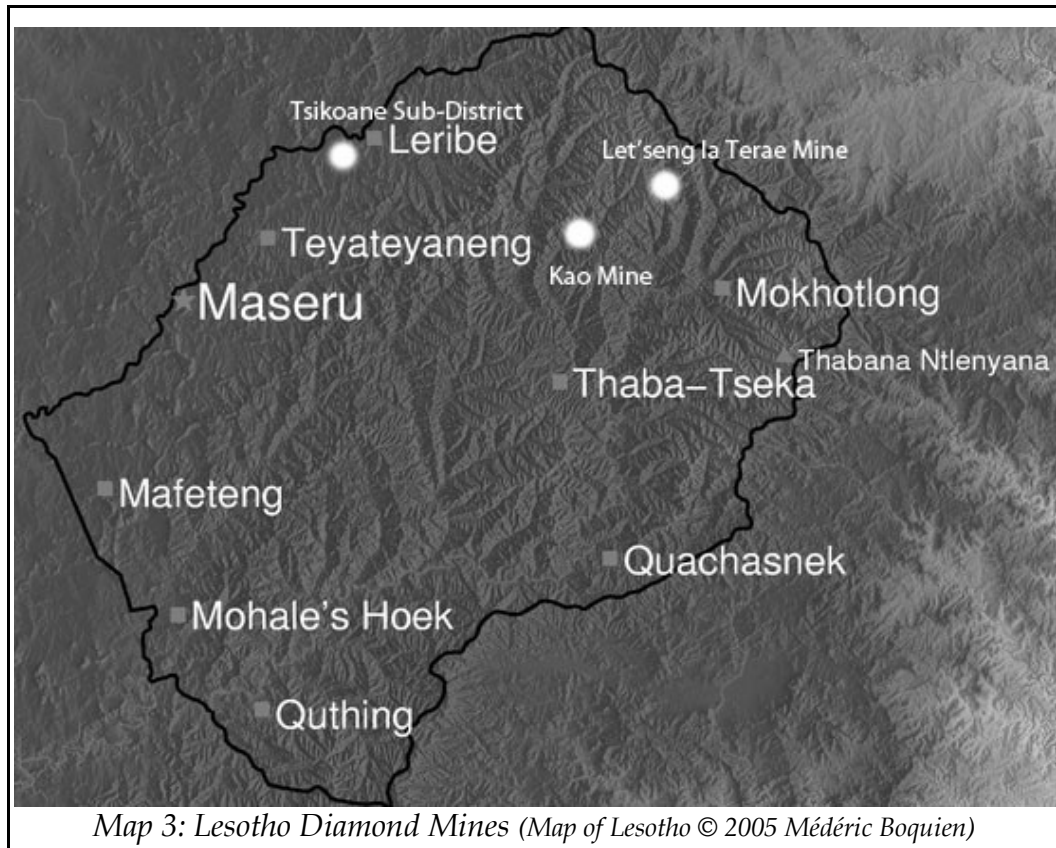 Tsikoane Sub-District
Leribe
Let'seng la Terae Mine
Teyateyaneng
Kao Mine
Maseru
Mokhotlong
Thabana Ntlenyana
Thaba-Tseka
Mafeteng
Quachasnek
Mohale's Hoek
Quthing
Map 3: Lesotho Diamond Mines (Map of Lesotho © 2005 Médéric Boquien)